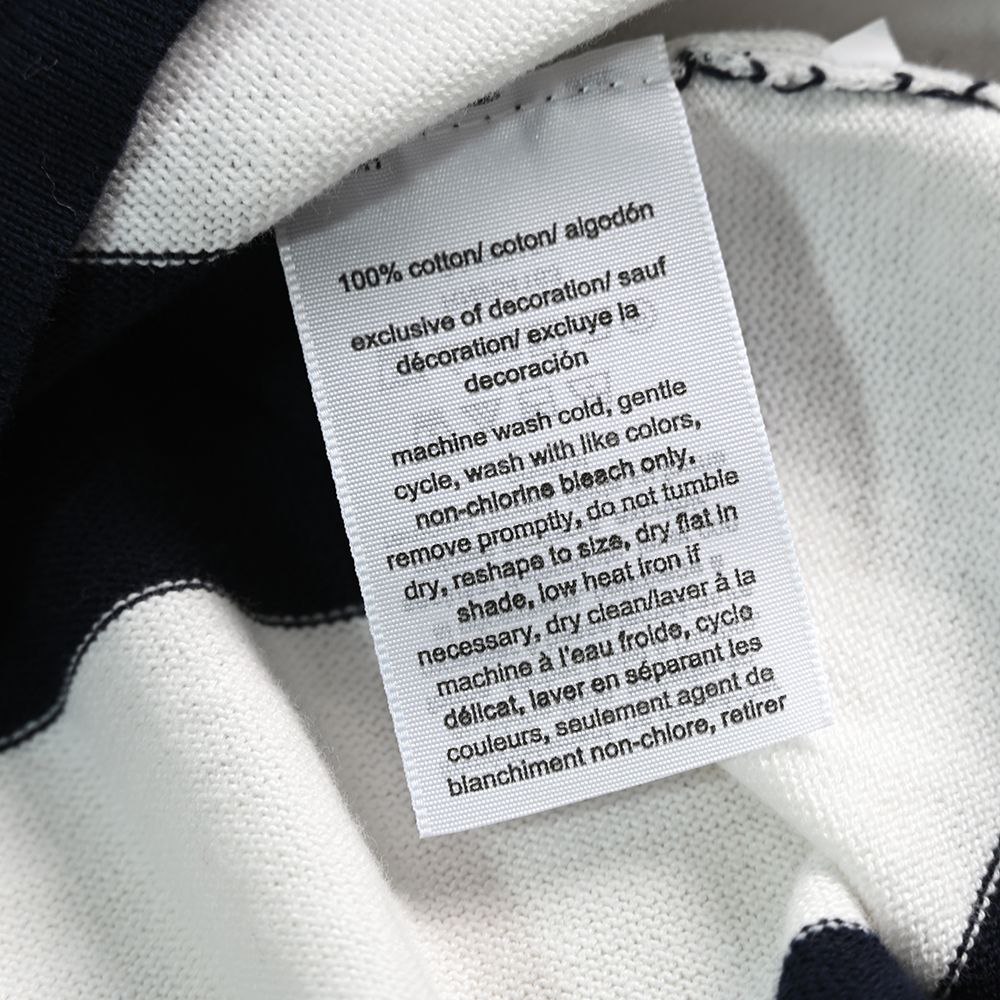 100% cotton/ coton/ algodón
exclusive of decoration/ sauf
décoration/ excluye la
decoración
machine wash cold, gentle
cycle, wash with like colors,
non-chlorine bleach only,
remove promptly, do not tumble
dry, reshape to size, dry flat in
shade, low heat iron if
necessary, dry clean/laver à la
machine à l'eau froide, cycle
délicat, laver en séparant les
couleurs, seulement agent de
blanchiment non-chlore, retirer